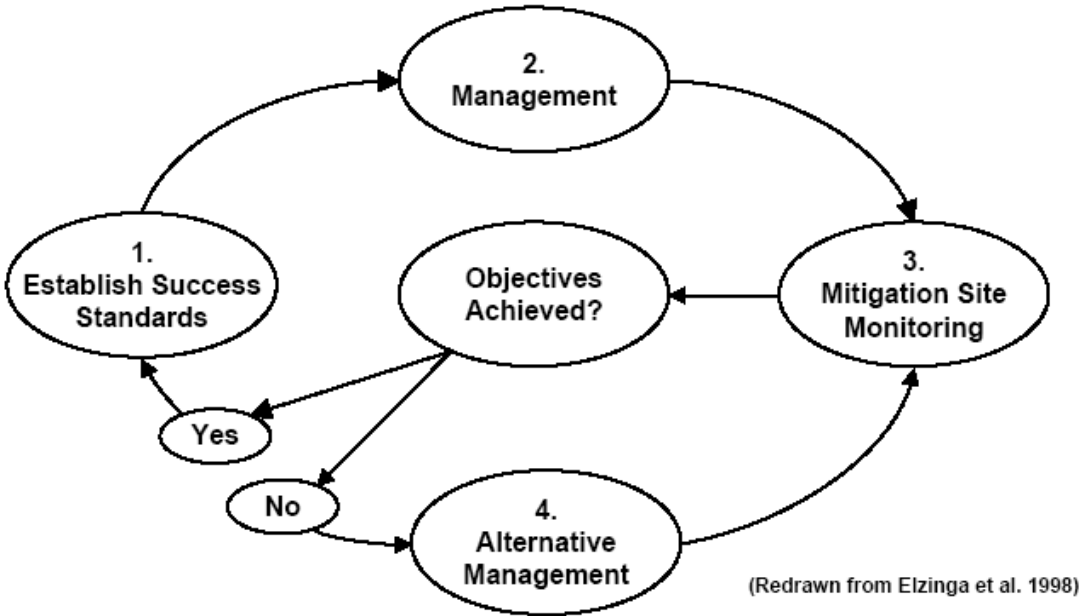 2.
Management
1.
Establish Success
Standards
Objectives
Achieved?
3.
Mitigation Site
Monitoring
Yes
No
4.
Alternative
Management
(Redrawn from Elzinga et al. 1998)